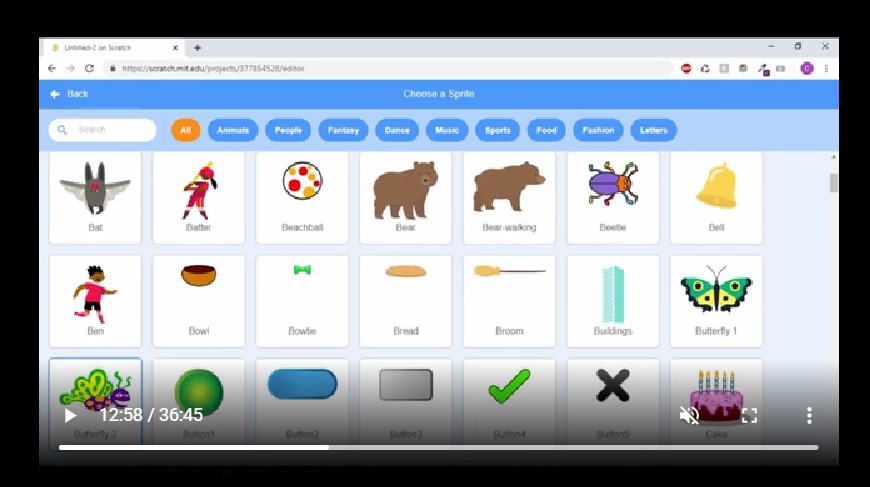 Untitled-2 on Scratch
https://scratch.mit.edu/projects/377854528/editor
Back
Choose a Sprite
Search
All
Animals
People
Fantasy
Dance
Music
Sports
Food
Fashion
Letters
Bat
Batter
Beachball
Bear
Bear-walking
Beetle
Bell
Ben
Bowl
Bowtie
Bread
Broom
Buildings
Butterfly 1
Butterfly 2
Button1
Button2
Button3
Button4
Button5
Cake
12:58 / 36:45